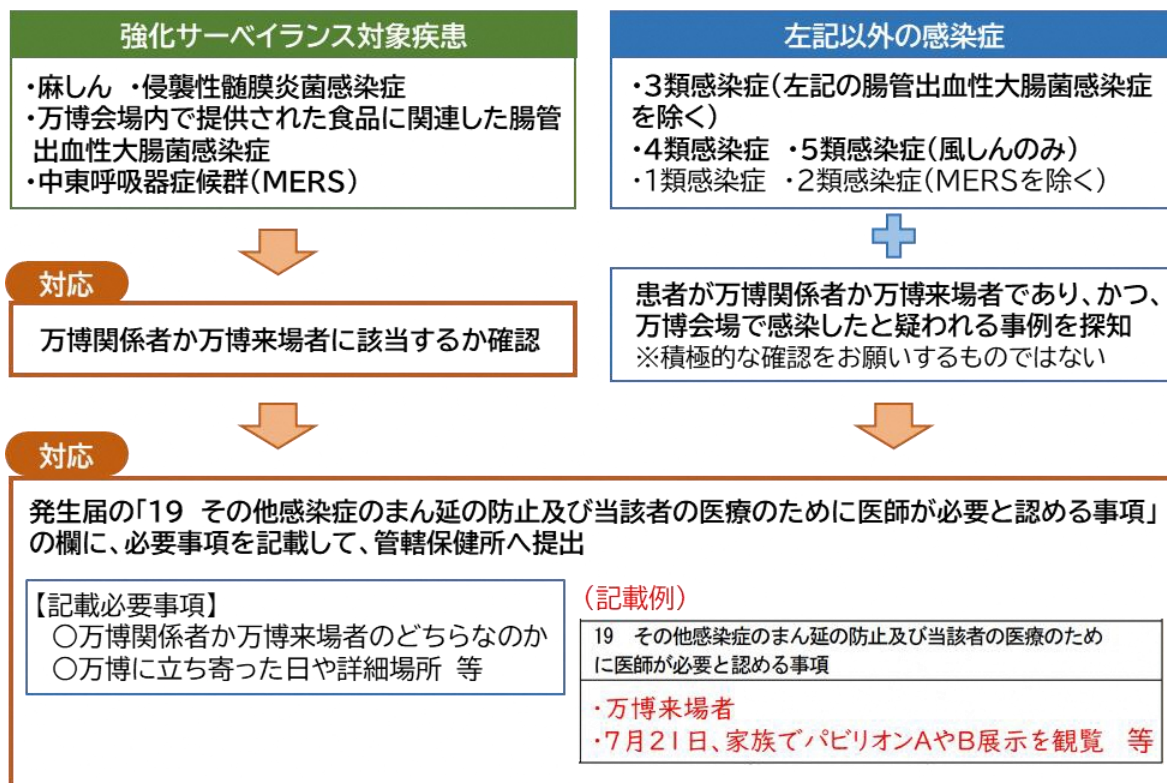 強化サーベイランス対象疾患
・麻しん ・侵襲性髄膜炎菌感染症
・万博会場内で提供された食品に関連した腸管
出血性大腸菌感染症
・中東呼吸器症候群(MERS)
左記以外の感染症
・3類感染症(左記の腸管出血性大腸菌感染症
を除く)
・4類感染症 ・5類感染症(風しんのみ)
・1類感染症 ・2類感染症(MERSを除く)
対応
万博関係者か万博来場者に該当するか確認
患者が万博関係者か万博来場者であり、かつ、
万博会場で感染したと疑われる事例を探知
※積極的な確認をお願いするものではない
対応
発生届の「19 その他感染症のまん延の防止及び当該者の医療のために医師が必要と認める事項」
の欄に、必要事項を記載して、管轄保健所へ提出
【記載必要事項】
○万博関係者か万博来場者のどちらなのか
○万博に立ち寄った日や詳細場所 等
(記載例)
19 その他感染症のまん延の防止及び当該者の医療のため
に医師が必要と認める事項
・万博来場者
・7月21日、家族でパビリオンAやB展示を観覧 等